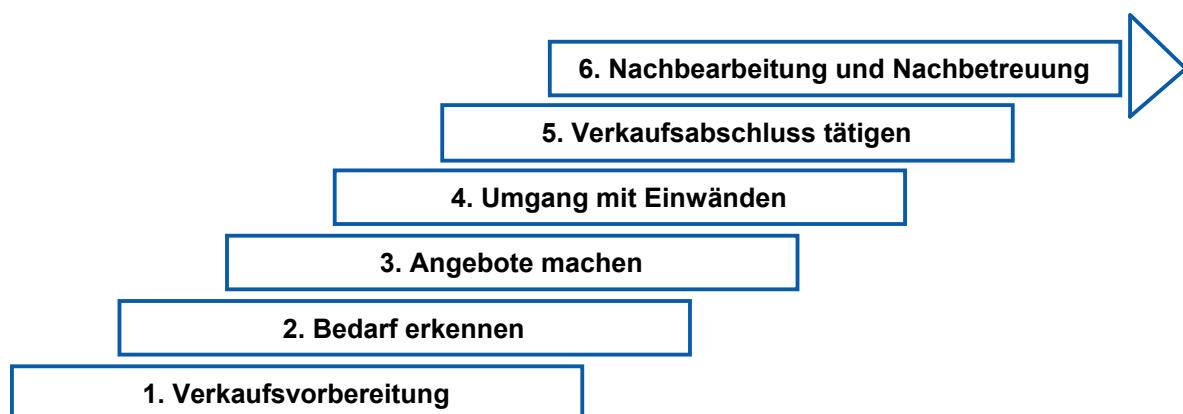 6. Nachbearbeitung und Nachbetreuung
5. Verkaufsabschluss tätigen
4. Umgang mit Einwänden
3. Angebote machen
2. Bedarf erkennen
1. Verkaufsvorbereitung